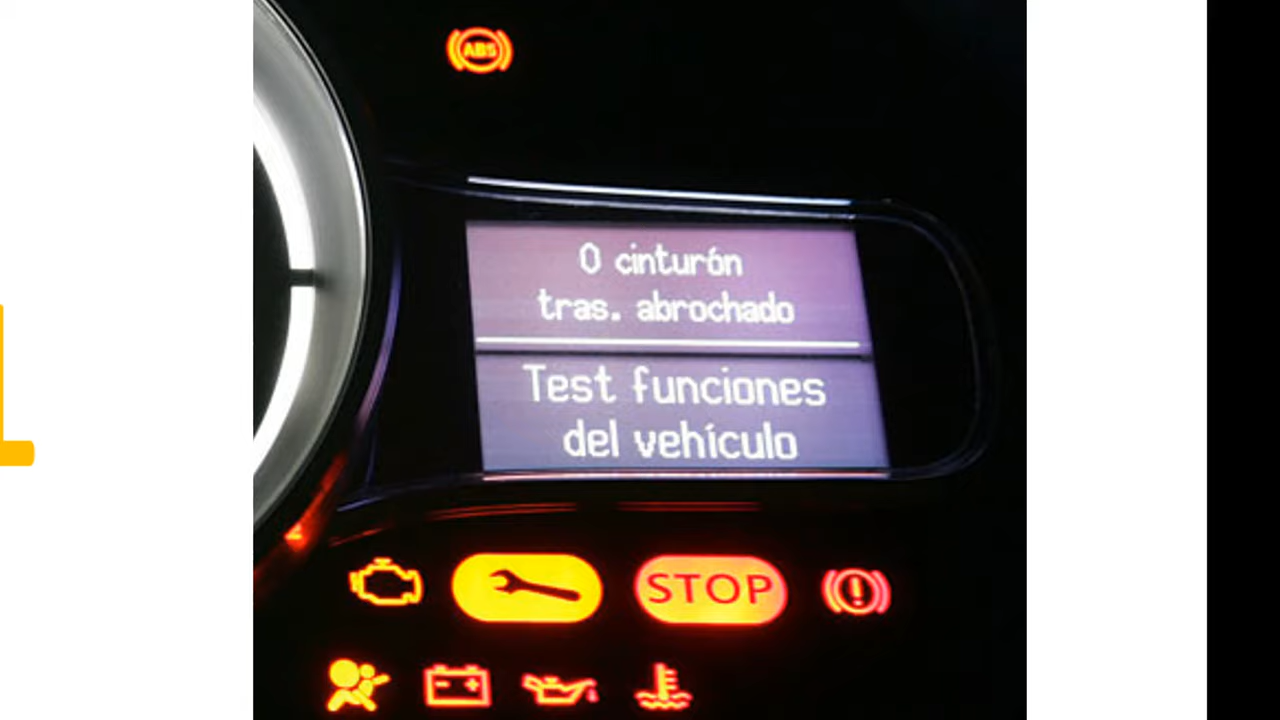 ABS
0 cinturón
tras. abrochado
Test funciones
del vehículo
STOP